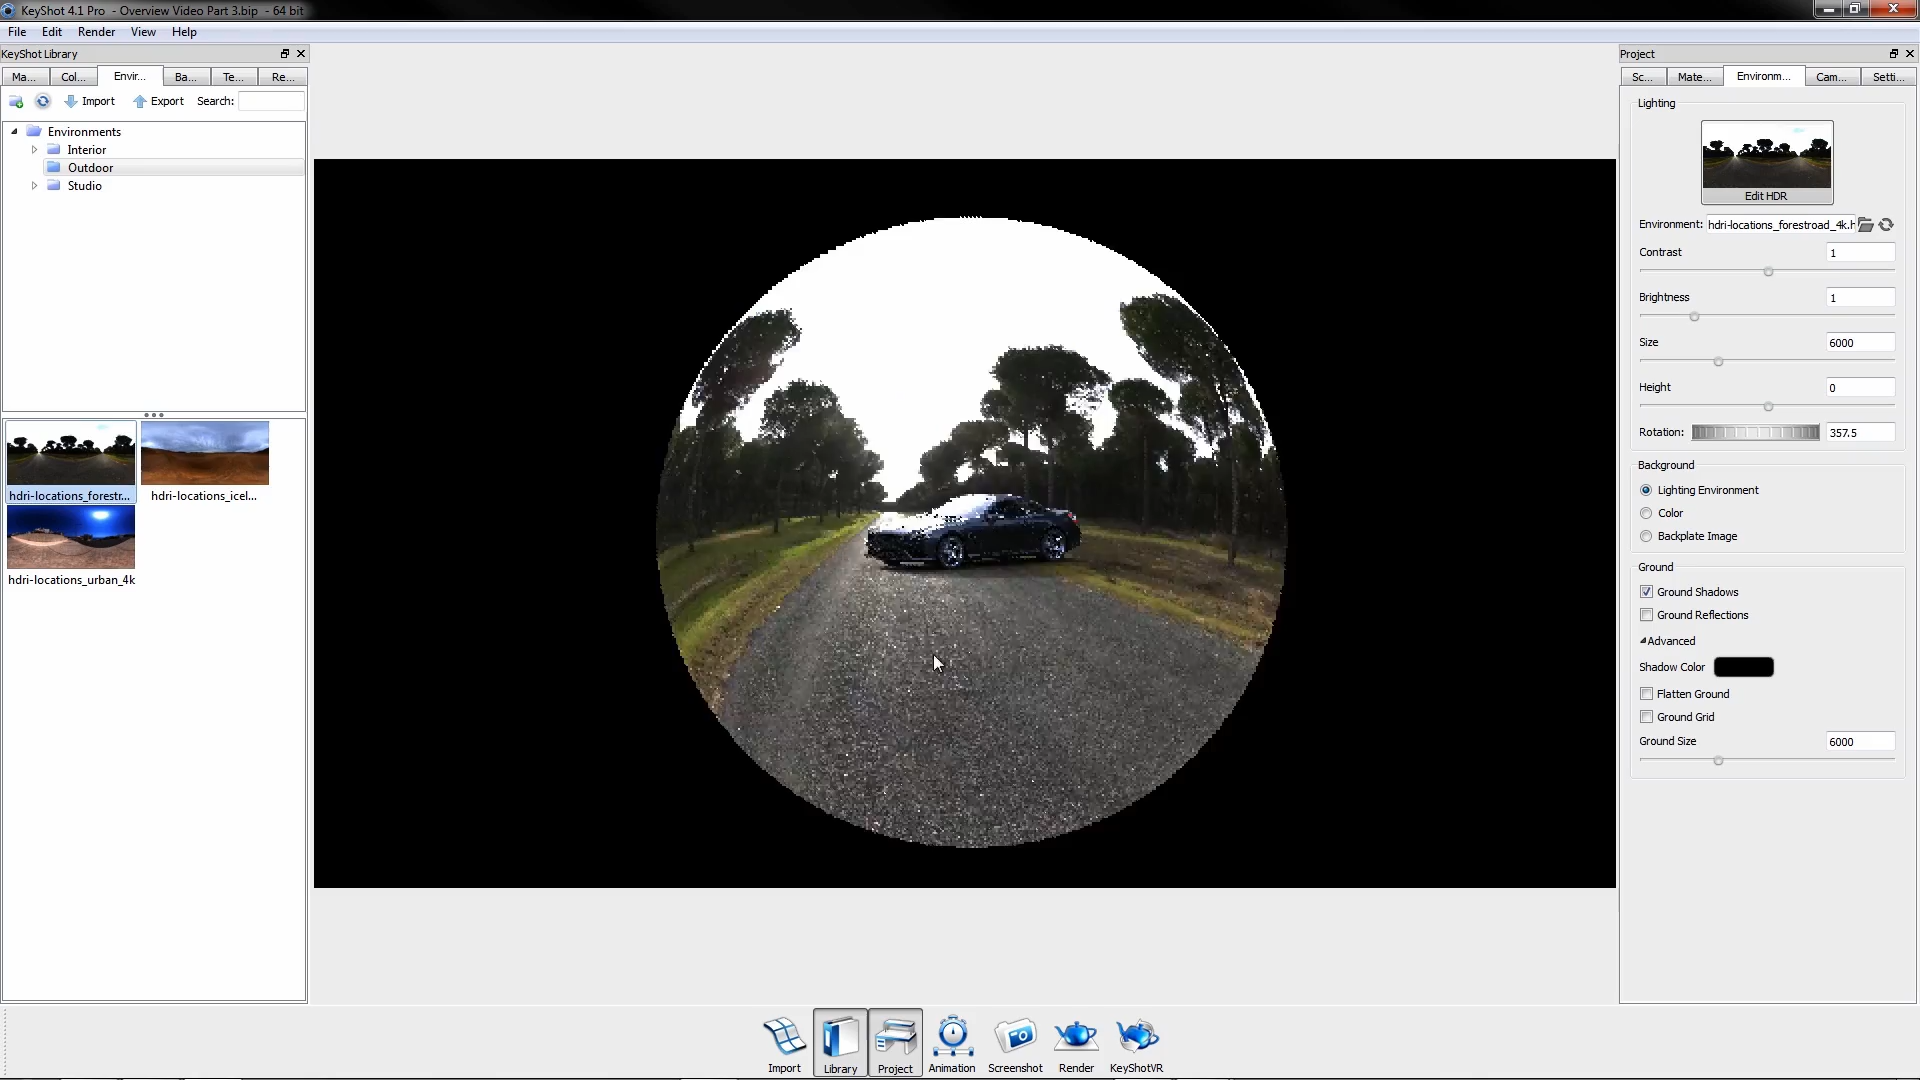 KeyShot 4.1 Pro - Overview Video Part 3.bip - 64 bit
File Edit Render View Help
KeyShot Library
Ma... Col... Envir... Ba... Te... Re...
Import Export Search:
Environments
Interior
Outdoor
Studio
hdri-locations_forestr... hdri-locations_icel...
hdri-locations_urban_4k
Project
Sc... Mate... Environm... Cam... Setti...
Lighting
Edit HDR
Environment: hdri-locations_forestroad_4k.h
Contrast 1
Brightness 1
Size 6000
Height 0
Rotation: 357.5
Background
Lighting Environment
Color
Backplate Image
Ground
Ground Shadows
Ground Reflections
Advanced
Shadow Color
Flatten Ground
Ground Grid
Ground Size 6000
Import Library Project Animation Screenshot Render KeyShotVR